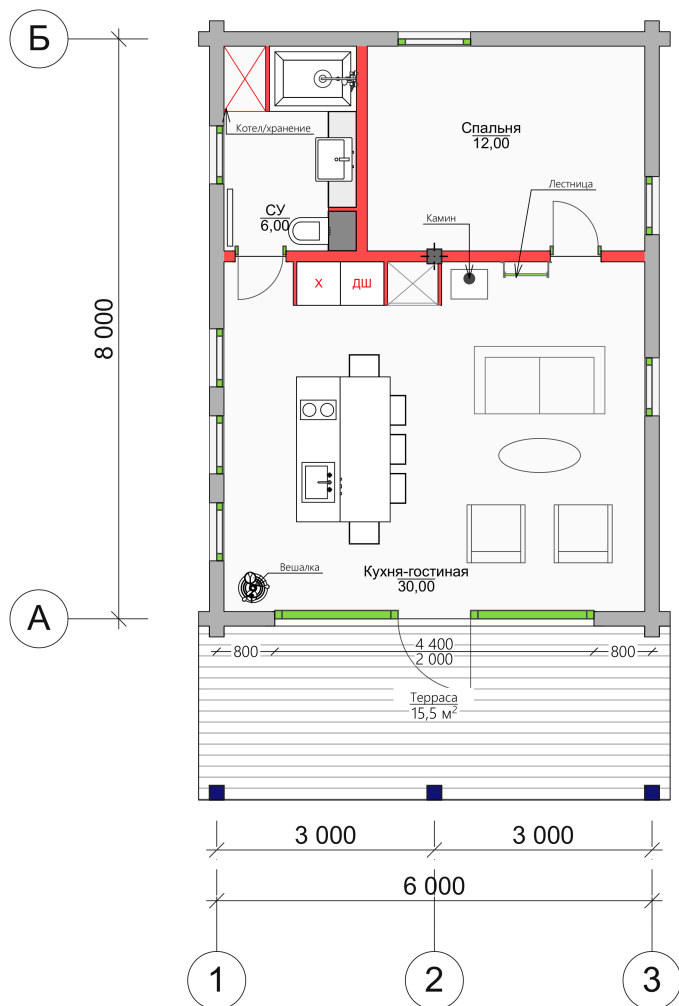 Б
Котел/хранение
Спальня
12,00
Лестница
СУ
6,00
Камин
Х
ДШ
8 000
Вешалка
Кухня-гостиная
30,00
А
800
4 400
2 000
800
Терраса
15,5 м²
3 000
3 000
6 000
1
2
3